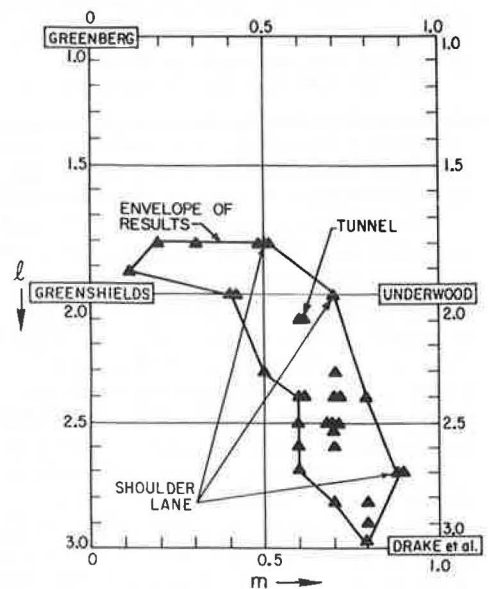 0 0.5 1.0
GREENBERG
1.0 1.0
1.5 1.5
ENVELOPE OF
RESULTS
TUNNEL
ℓ
GREENSHIELDS 2.0 2.0 UNDERWOOD
2.5 2.5
SHOULDER
LANE
3.0 3.0
DRAKE et al.
0 0.5 1.0
m